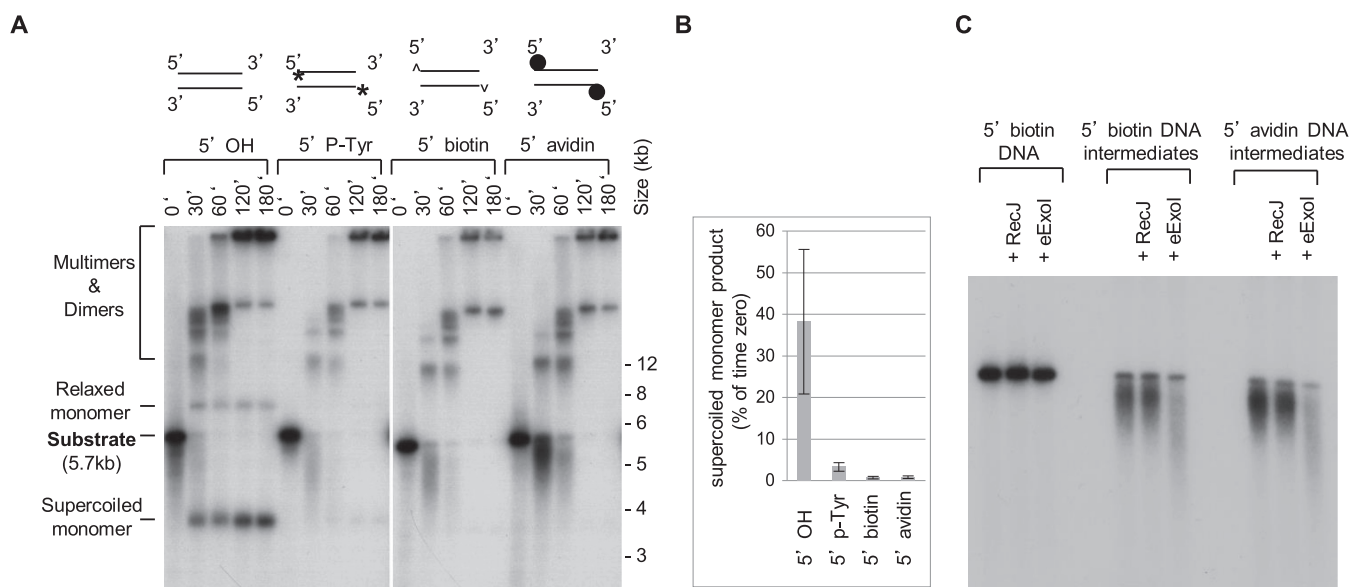 A
5’ 3’ 5’ 3’ 5’ 3’ 5’ 3’
* *
^ v
3’ 5’ 3’ 5’ 3’ 5’ 3’ 5’
5’ OH 5’ P-Tyr 5’ biotin 5’ avidin
0‘ 30’ 60‘ 120’ 180‘ 0‘ 30’ 60‘ 120’ 180‘ 0‘ 30’ 60‘ 120’ 180‘ 0‘ 30’ 60‘ 120’ 180‘
Size (kb)
Multimers
&
Dimers
Relaxed
monomer
Substrate
(5.7kb)
Supercoiled
monomer
- 12
- 8
- 6
- 5
- 4
- 3
B
supercoiled monomer product
(% of time zero)
60
50
40
30
20
10
0
5’ OH
5’ p-Tyr
5’ biotin
5’ avidin
C
5’ biotin
DNA
5’ biotin DNA
intermediates
5’ avidin DNA
intermediates
+ RecJ
+ eExoI
+ RecJ
+ eExoI
+ RecJ
+ eExoI